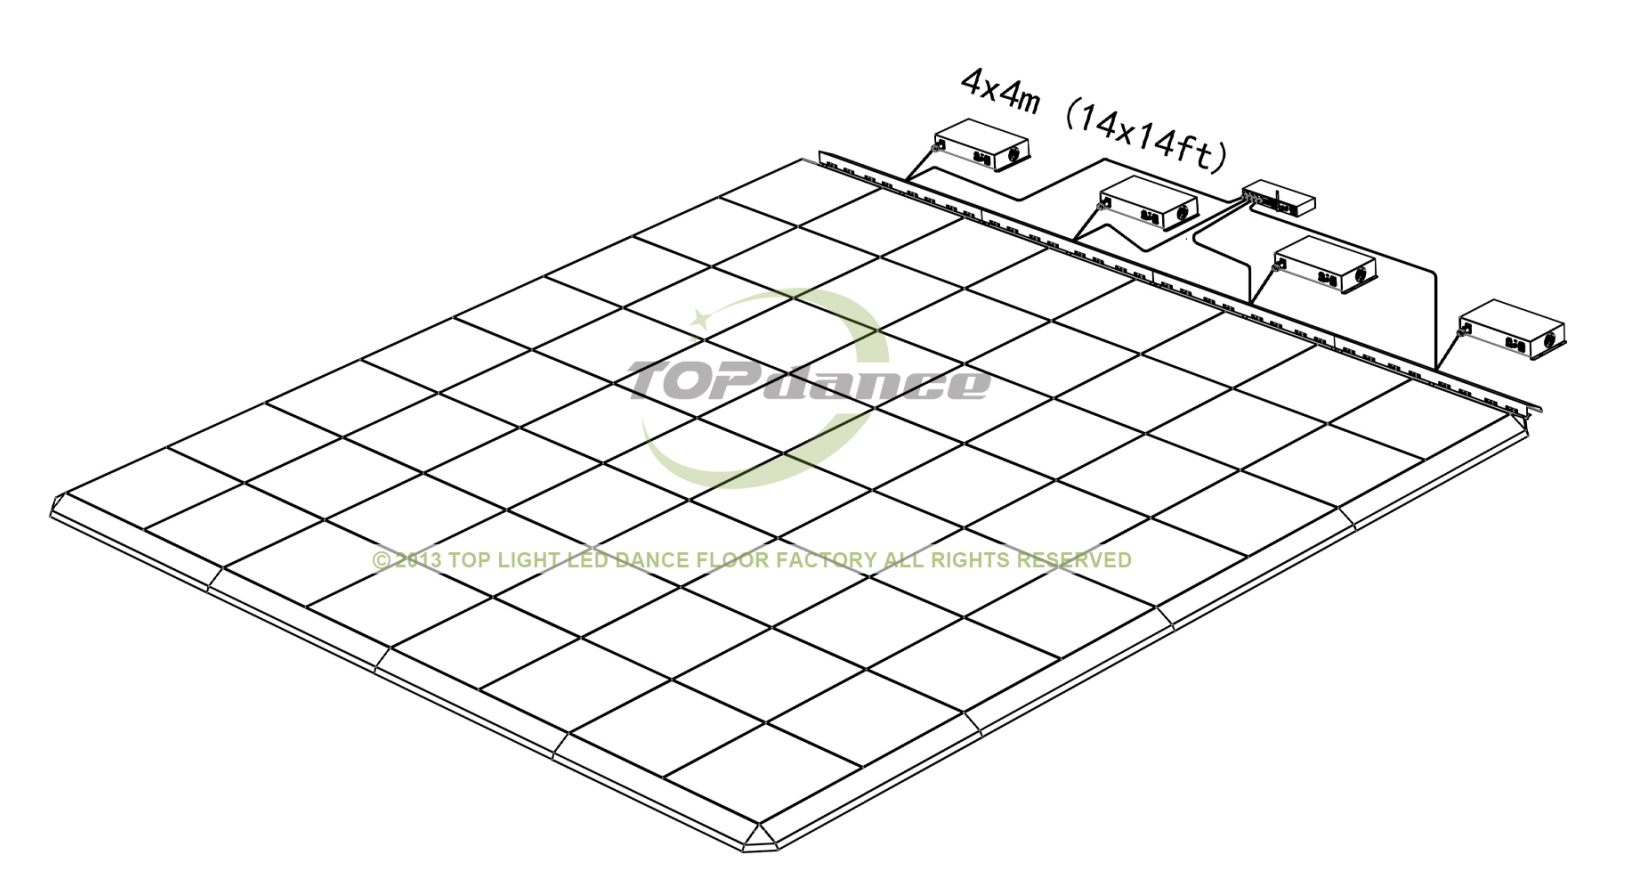 4x4m (14x14ft)
TOPdance
© 2013 TOP LIGHT LED DANCE FLOOR FACTORY ALL RIGHTS RESERVED